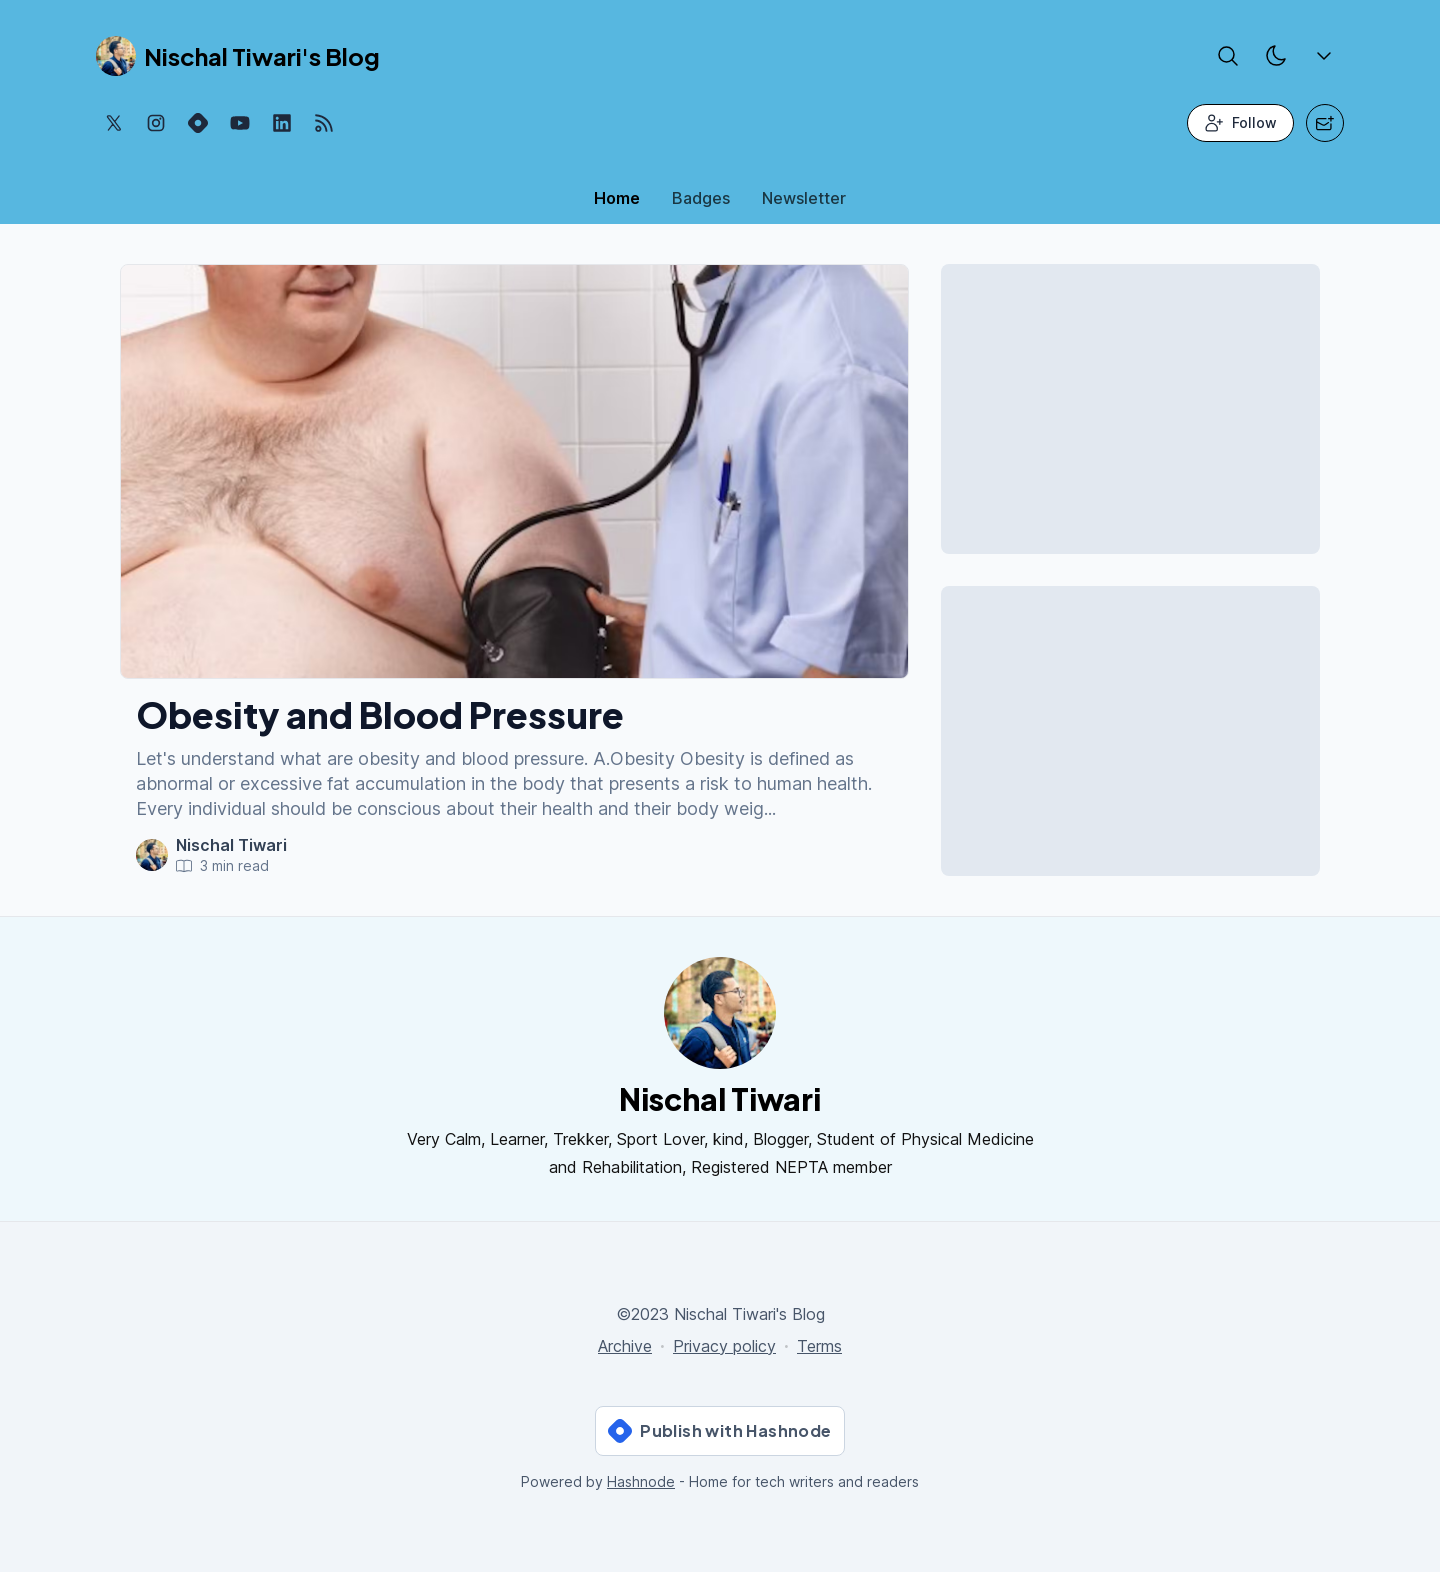 Nischal Tiwari's Blog
Follow
Home
Badges
Newsletter
Obesity and Blood Pressure
Let's understand what are obesity and blood pressure. A.Obesity Obesity is defined as
abnormal or excessive fat accumulation in the body that presents a risk to human health.
Every individual should be conscious about their health and their body weig...
Nischal Tiwari
3 min read
Nischal Tiwari
Very Calm, Learner, Trekker, Sport Lover, kind, Blogger, Student of Physical Medicine
and Rehabilitation, Registered NEPTA member
©2023 Nischal Tiwari's Blog
Archive · Privacy policy · Terms
Publish with Hashnode
Powered by Hashnode - Home for tech writers and readers